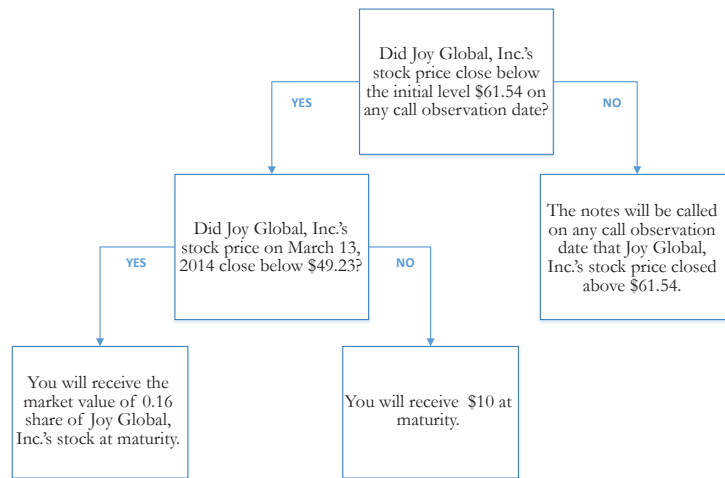 Did Joy Global, Inc.'s
stock price close below
the initial level $61.54 on
any call observation date?
YES
NO
Did Joy Global, Inc.'s
stock price on March 13,
2014 close below $49.23?
The notes will be called
on any call observation
date that Joy Global,
Inc.'s stock price closed
above $61.54.
YES
NO
You will receive the
market value of 0.16
share of Joy Global,
Inc.'s stock at maturity.
You will receive $10 at
maturity.